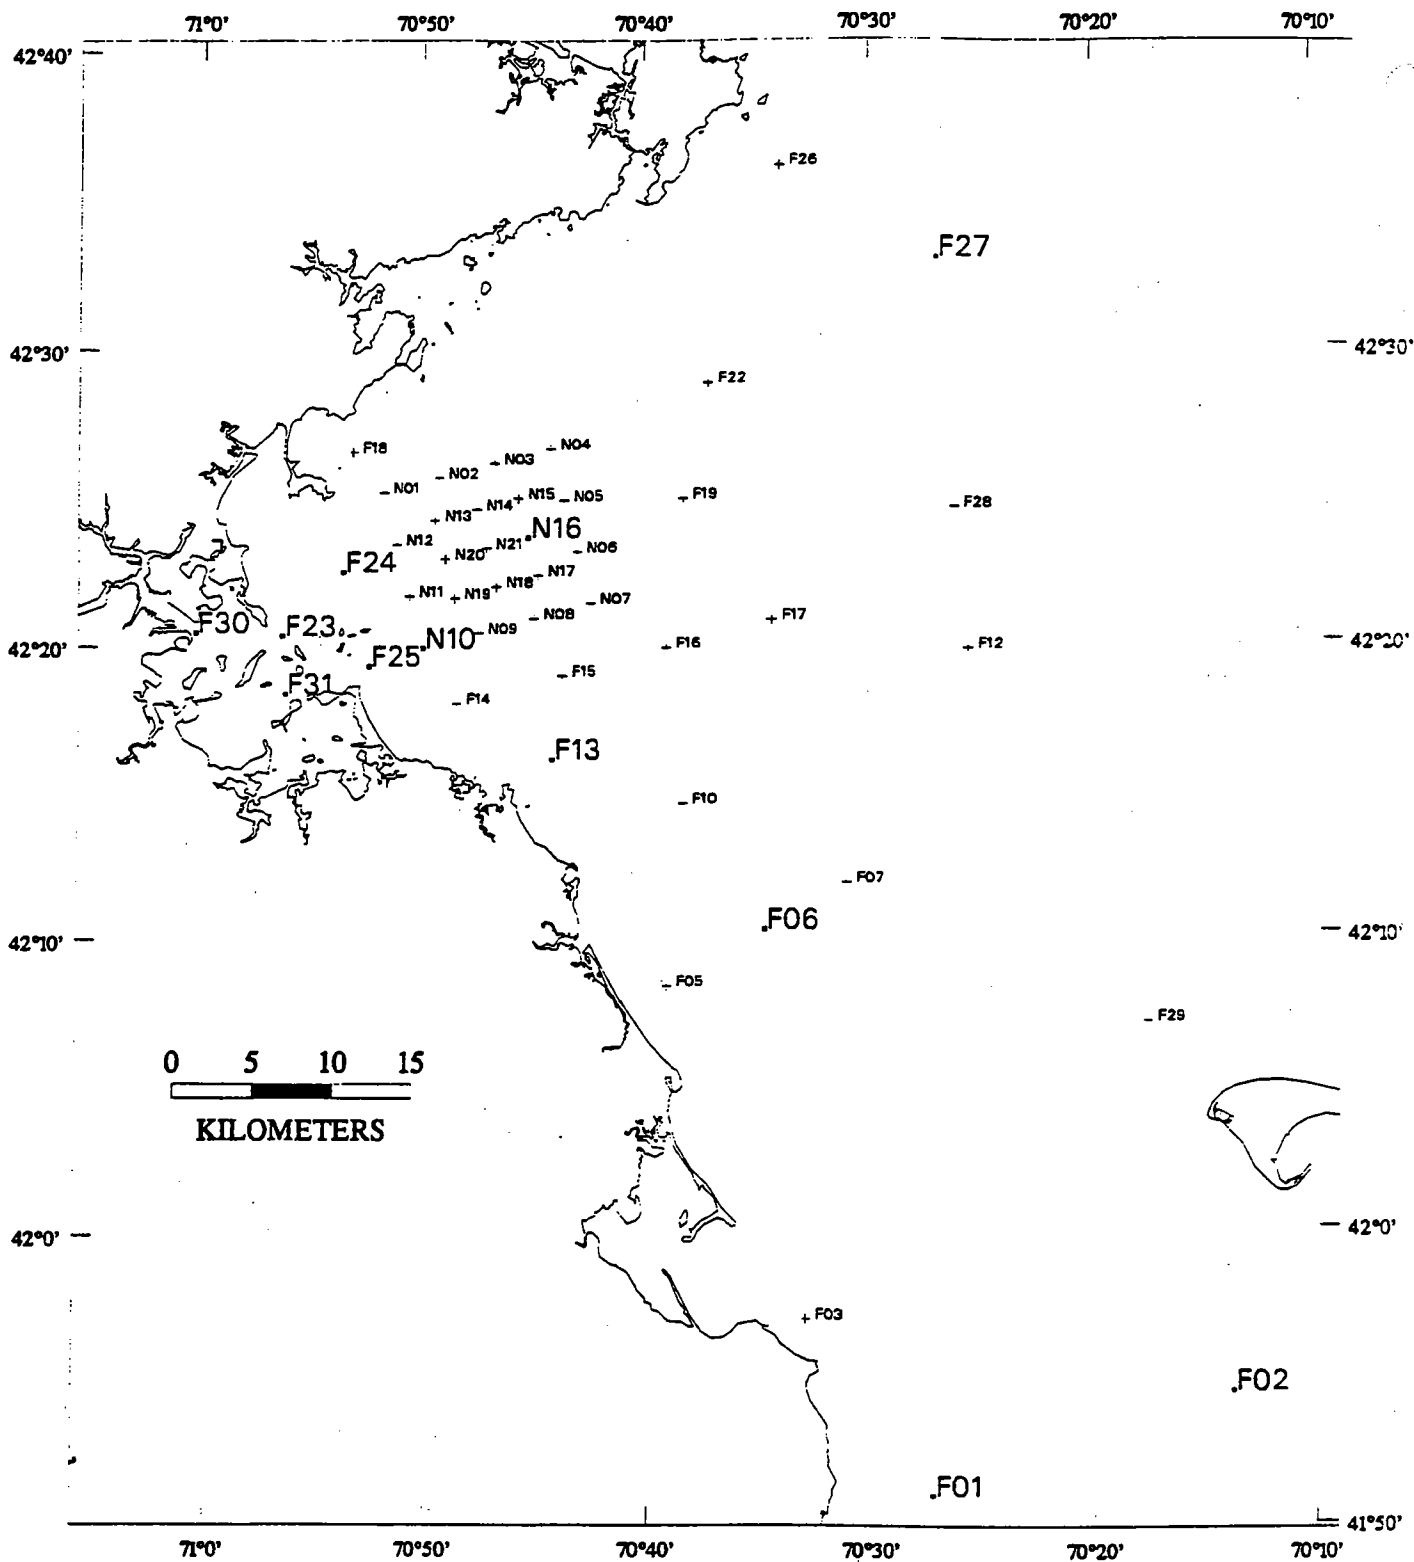 71°0' 70°50' 70°40' 70°30' 70°20' 70°10'
42°40'
F26
F27
42°30' 42°30'
F22
F18 N04
N03
N02
N01 N15 N05 F19
N14 F28
N13 N16
N12 N21 N06
F24 N20
N17
N18
N11 N19 N07
N08 F17
F30 F23 N09
42°20' N10 F16 F12 42°20'
F25
F15
F31
F14
F13
F10
F07
F06
42°10' 42°10'
F05
F29
0 5 10 15
KILOMETERS
42°0' 42°0'
F03
F02
F01
41°50'
71°0' 70°50' 70°40' 70°30' 70°20' 70°10'